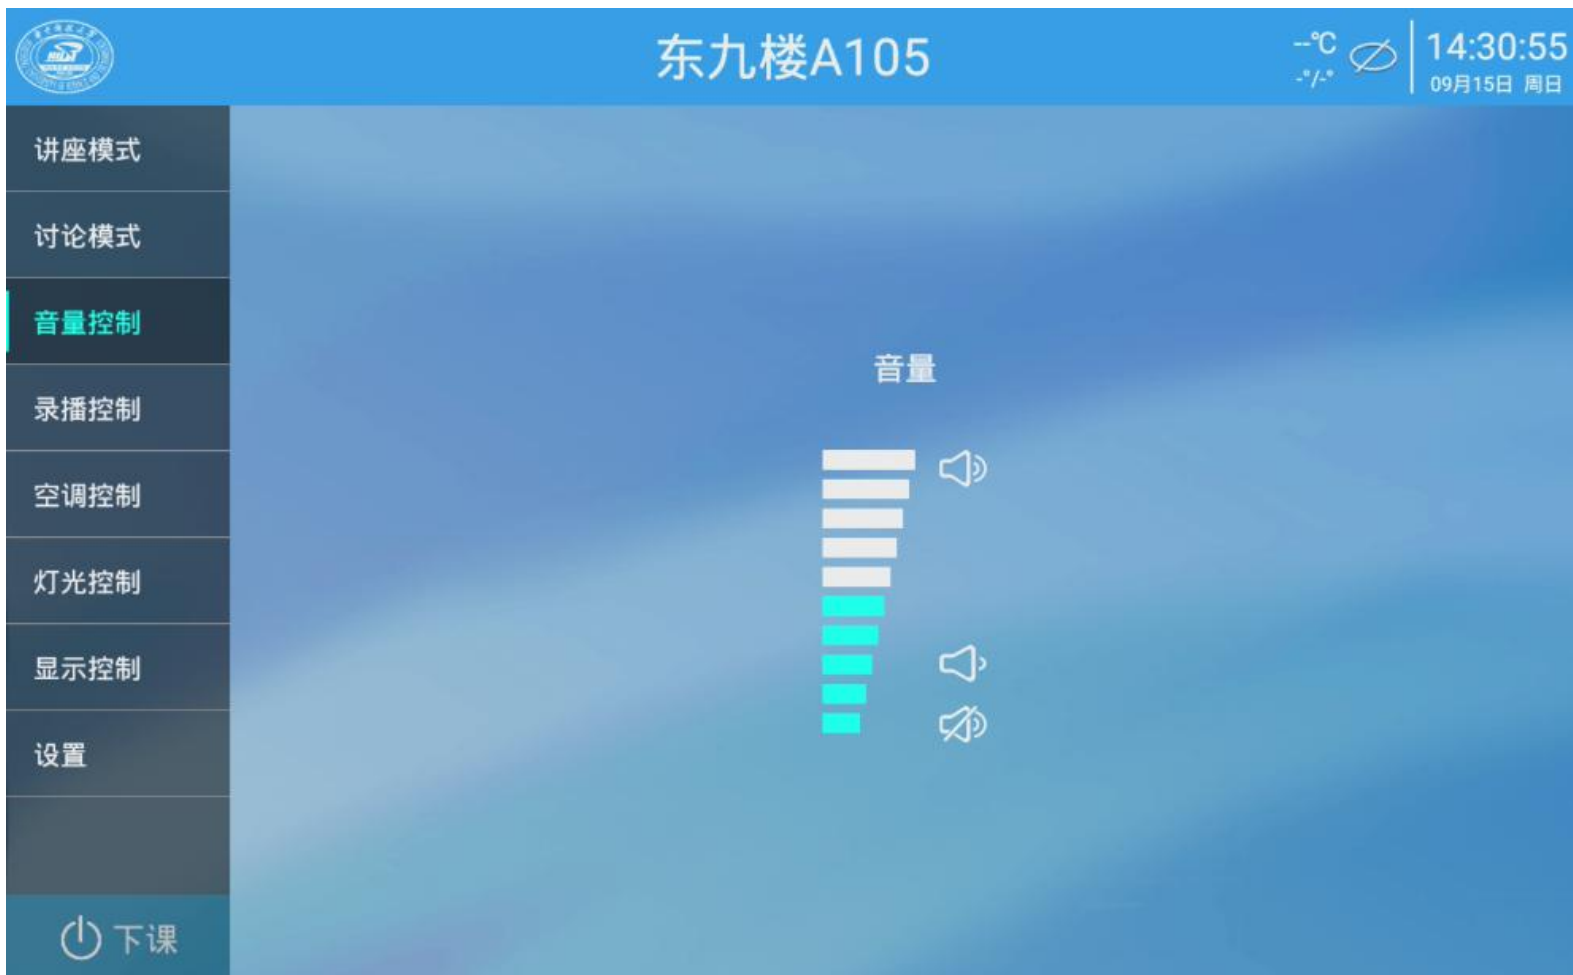 东九楼A105
--℃
-°/-°
14:30:55
09月15日 周日
讲座模式
讨论模式
音量控制
录播控制
空调控制
灯光控制
显示控制
设置
下课
音量